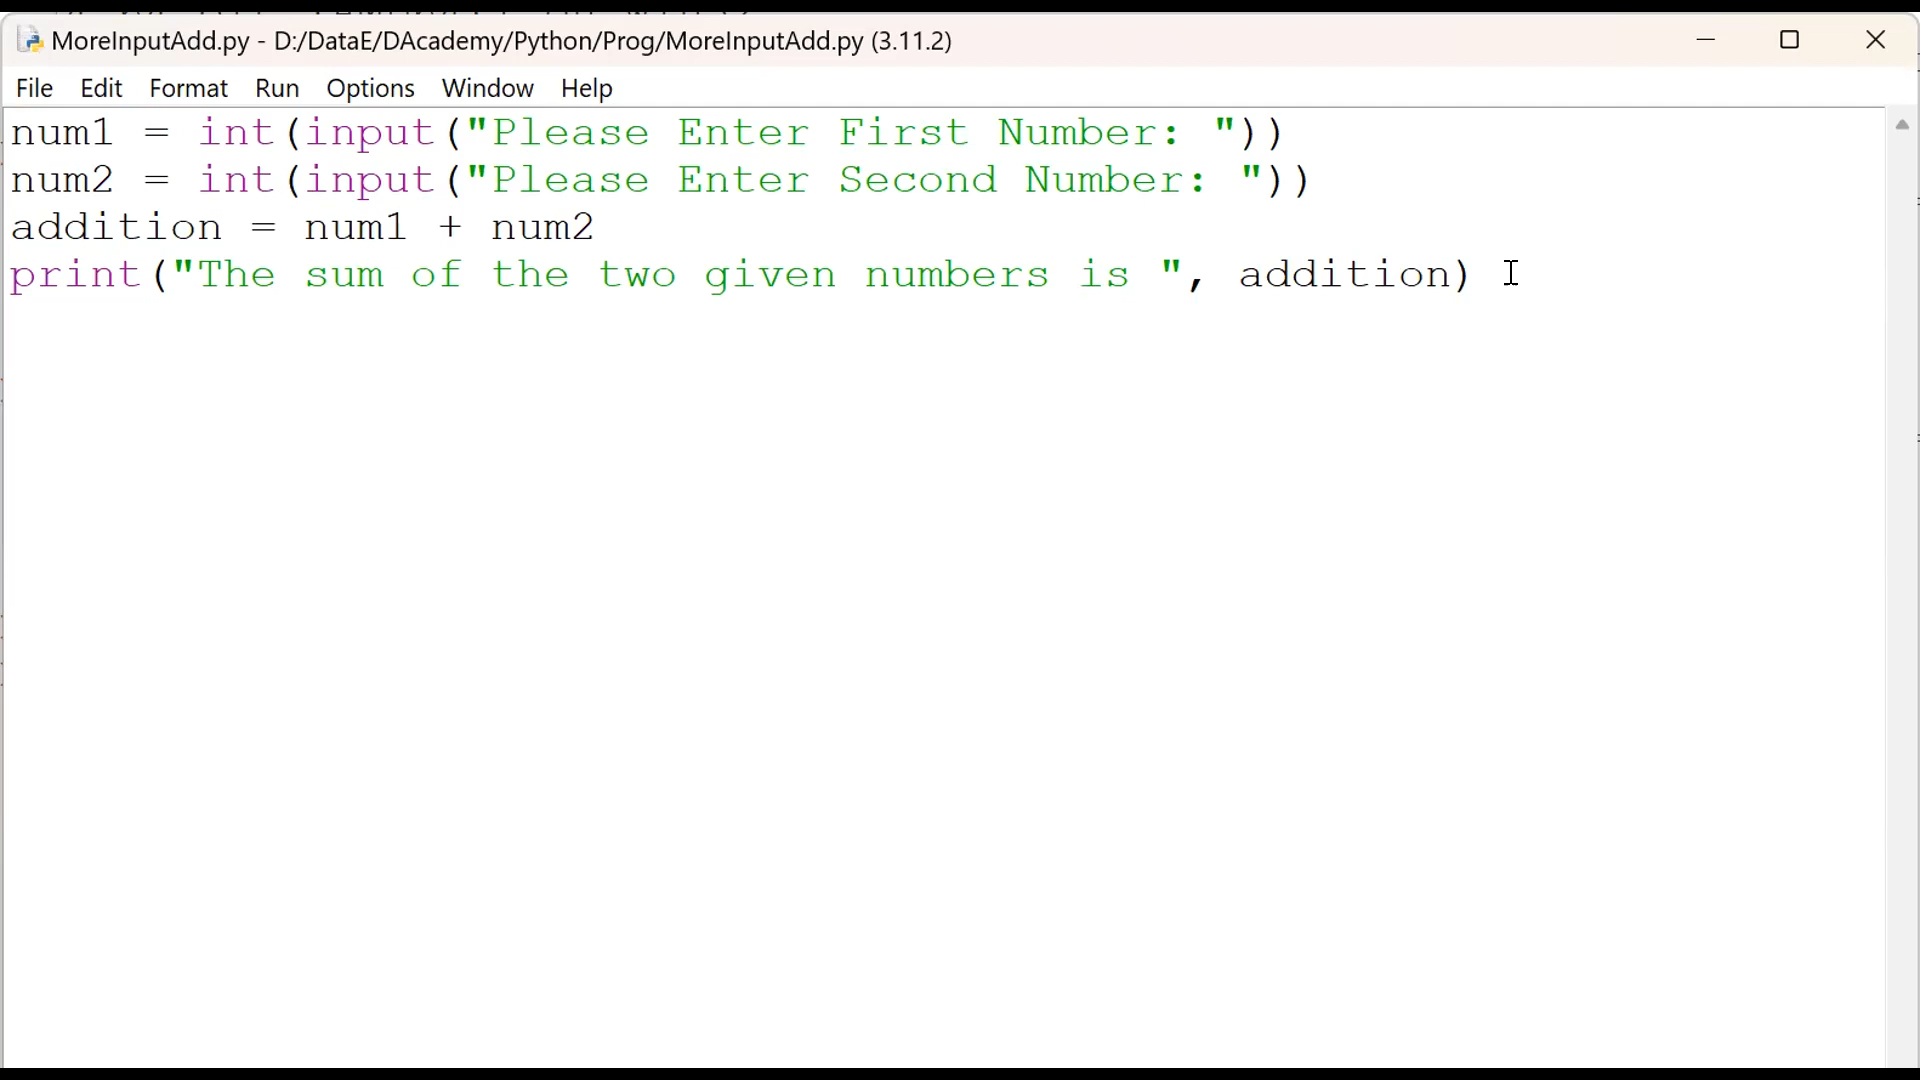 MoreInputAdd.py - D:/DataE/DAcademy/Python/Prog/MoreInputAdd.py (3.11.2)
File Edit Format Run Options Window Help
num1 = int(input("Please Enter First Number: "))
num2 = int(input("Please Enter Second Number: "))
addition = num1 + num2
print("The sum of the two given numbers is ", addition)